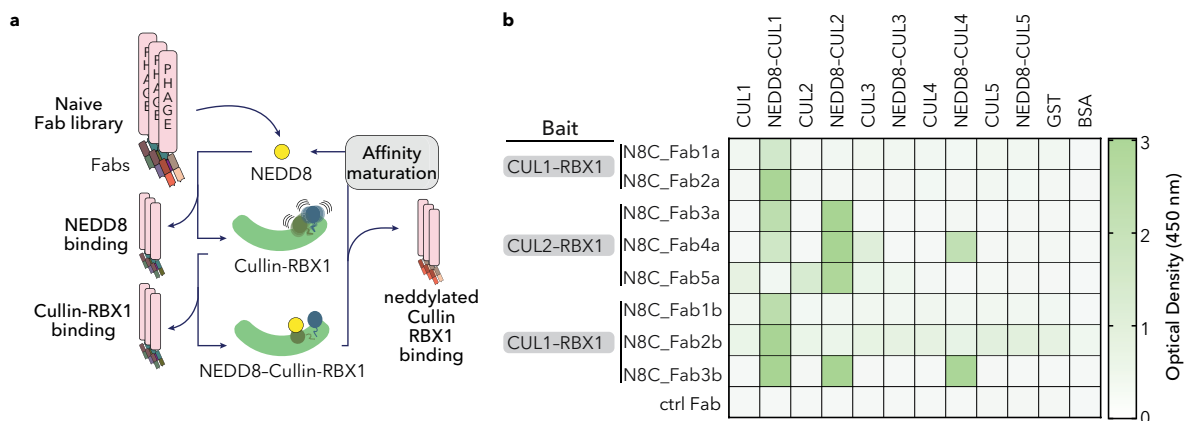 a
PHAGE
PHAGE
PHAGE
Naive
Fab library
Fabs
NEDD8
Affinity
maturation
NEDD8
binding
Cullin-RBX1
Cullin-RBX1
binding
NEDD8-Cullin-RBX1
neddylated
Cullin
RBX1
binding
b
CUL1
NEDD8-CUL1
CUL2
NEDD8-CUL2
CUL3
NEDD8-CUL3
CUL4
NEDD8-CUL4
CUL5
NEDD8-CUL5
GST
BSA
Bait
CUL1-RBX1
N8C_Fab1a
N8C_Fab2a
CUL2-RBX1
N8C_Fab3a
N8C_Fab4a
N8C_Fab5a
CUL1-RBX1
N8C_Fab1b
N8C_Fab2b
N8C_Fab3b
ctrl Fab
3
2
1
0
Optical Density (450 nm)